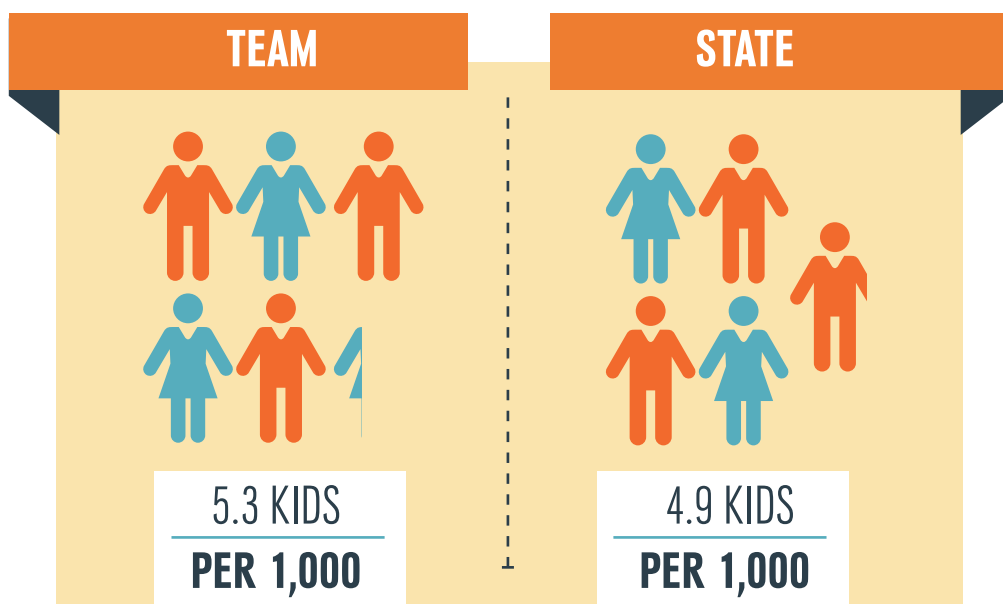 TEAM
5.3 KIDS
PER 1,000
STATE
4.9 KIDS
PER 1,000